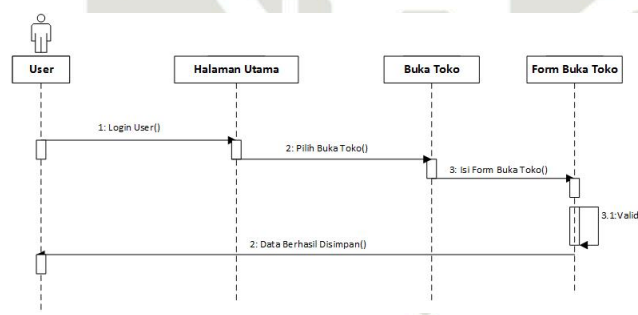 User
Halaman Utama
Buka Toko
Form Buka Toko
1: Login User()
2: Pilih Buka Toko()
3: Isi Form Buka Toko()
3.1:Valid
2: Data Berhasil Disimpan()